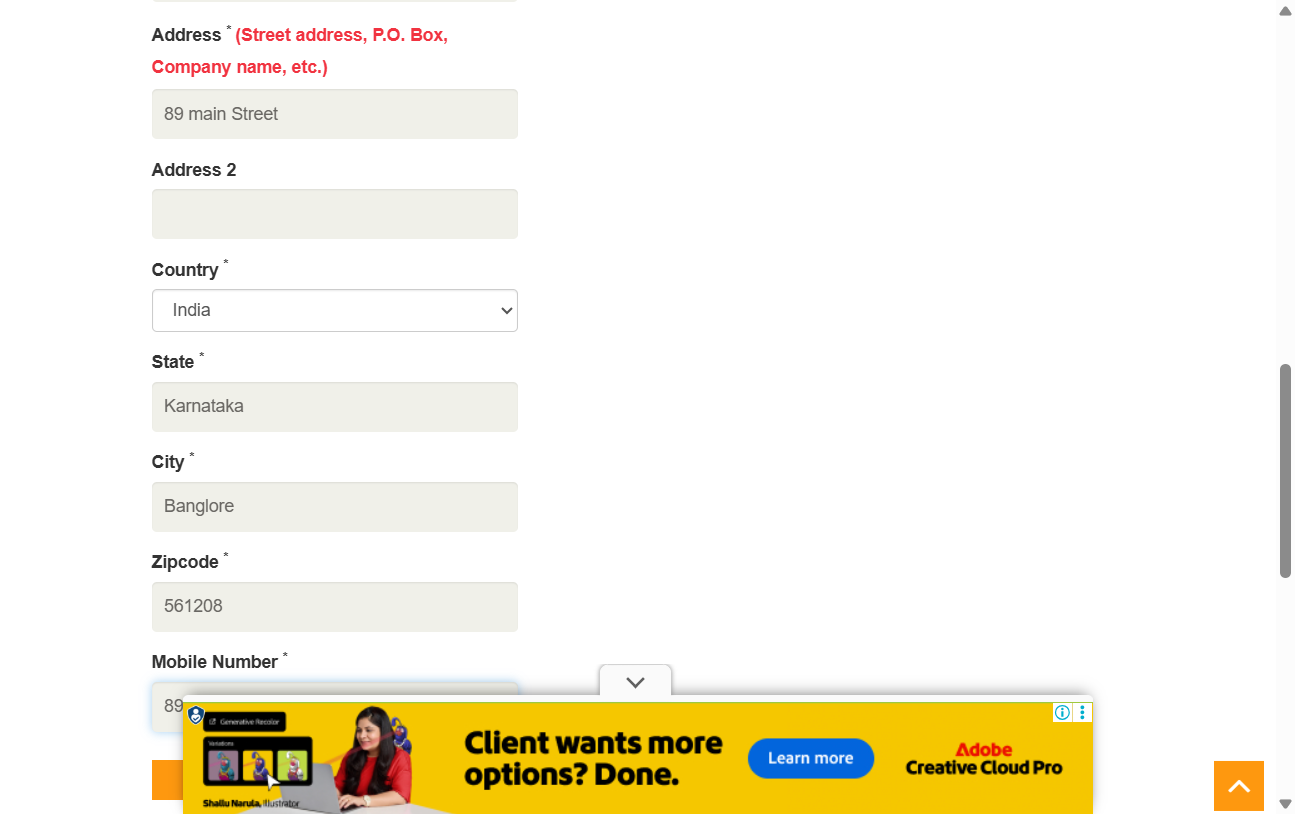 Address * (Street address, P.O. Box,
Company name, etc.)
89 main Street
Address 2
Country *
India
State *
Karnataka
City *
Banglore
Zipcode *
561208
Mobile Number *
89
Generative Recolor
Variations
Shallu Narula, Illustrator
Client wants more
options? Done.
Learn more
Adobe
Creative Cloud Pro